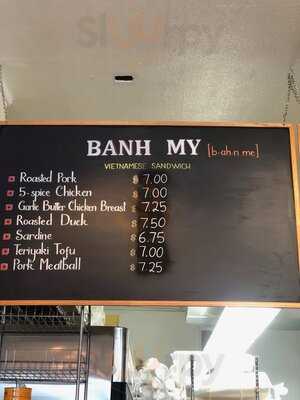 Slurrpy
BANH MY [b-ah.n me]
VIETNAMESE SANDWICH
Roasted Pork $ 7.00
5-spice Chicken $ 7.00
Garlic Butter Chicken Breast $ 7.25
Roasted Duck $ 7.50
Sardine $ 6.75
Teriyaki Tofu $ 7.00
Pork Meatball $ 7.25